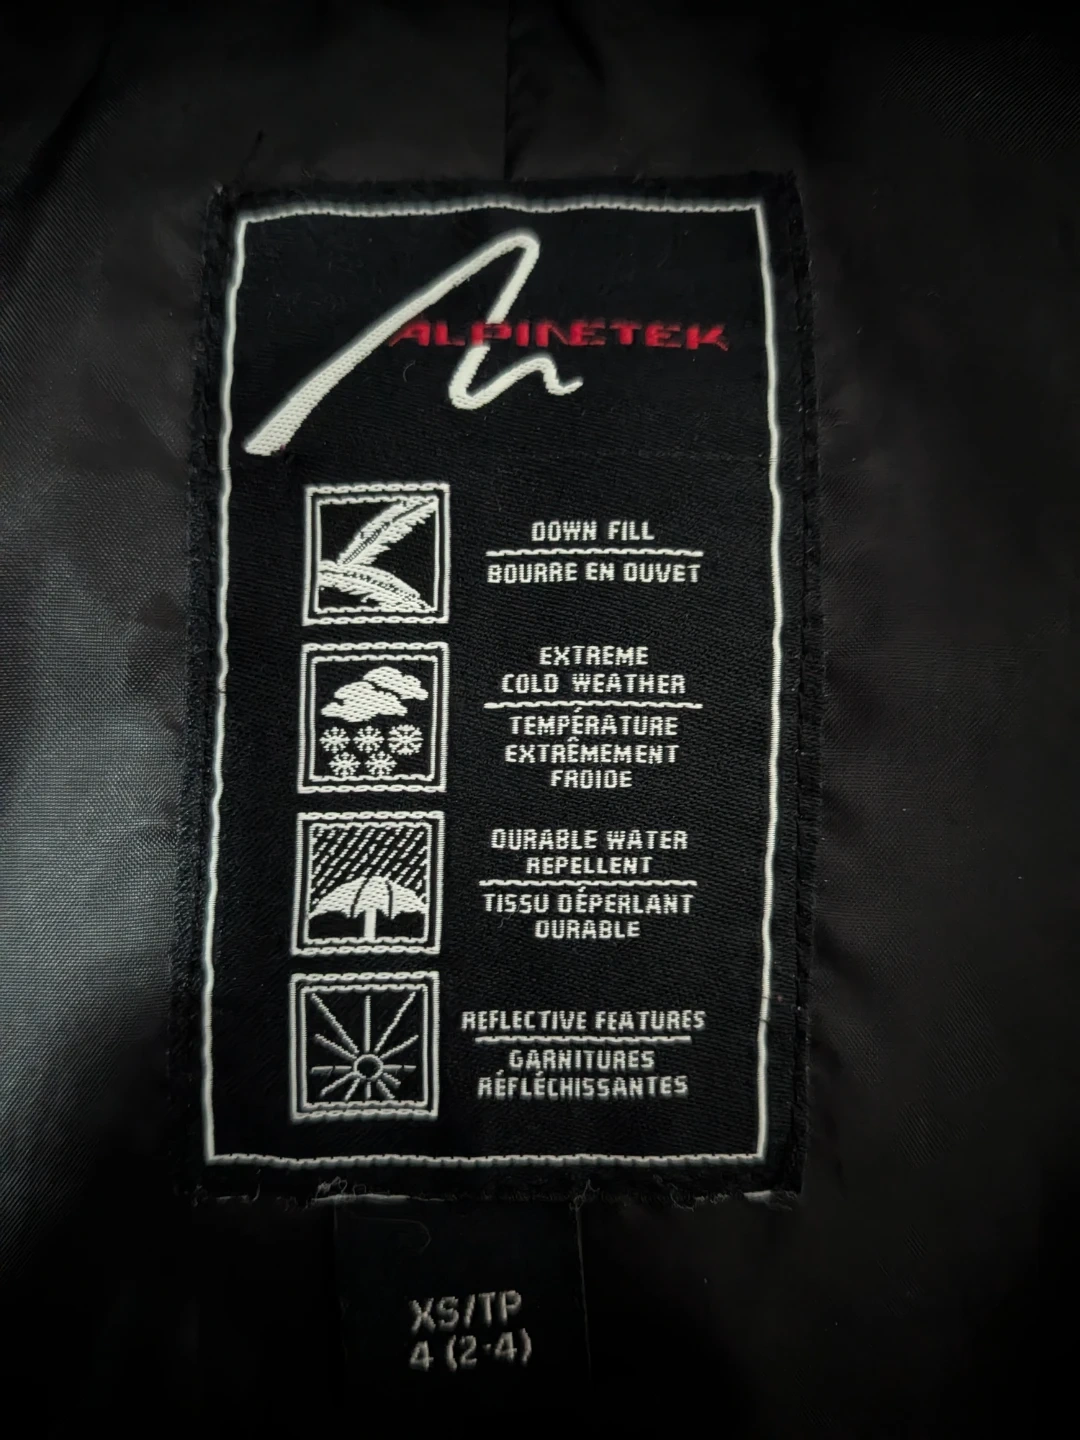 ALPINETEK
DOWN FILL
BOURRE EN DUVET
EXTREME
COLD WEATHER
TEMPÉRATURE
EXTRÊMEMENT
FROIDE
DURABLE WATER
REPELLENT
TISSU DÉPERLANT
DURABLE
REFLECTIVE FEATURES
GARNITURES
RÉFLÉCHISSANTES
XS/TP
4 (2-4)